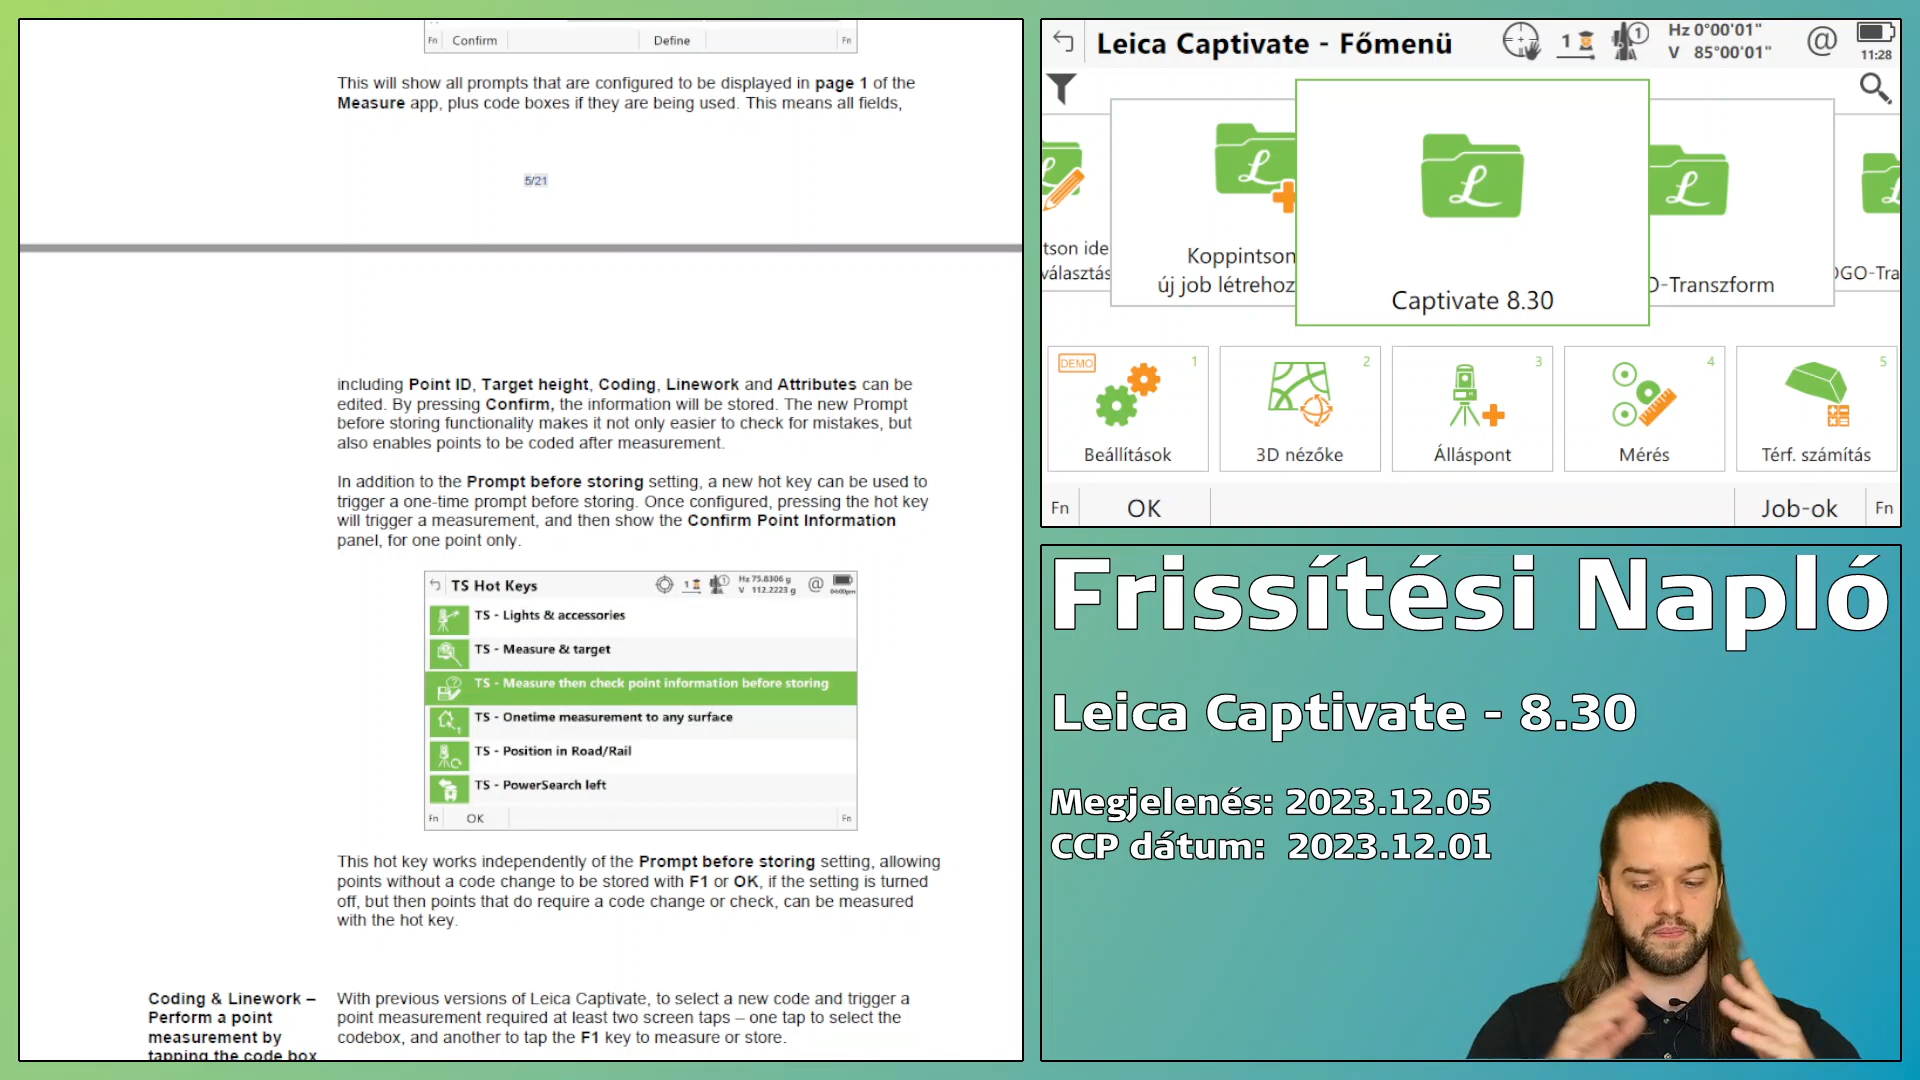 Fn Confirm Define Fn
This will show all prompts that are configured to be displayed in page 1 of the
Measure app, plus code boxes if they are being used. This means all fields,
5/21
including Point ID, Target height, Coding, Linework and Attributes can be
edited. By pressing Confirm, the information will be stored. The new Prompt
before storing functionality makes it not only easier to check for mistakes, but
also enables points to be coded after measurement.
In addition to the Prompt before storing setting, a new hot key can be used to
trigger a one-time prompt before storing. Once configured, pressing the hot key
will trigger a measurement, and then show the Confirm Point Information
panel, for one point only.
TS Hot Keys
1
1
Hz 75.8306 g
V 112.2223 g
@
TS - Lights & accessories
TS - Measure & target
TS - Measure then check point information before storing
TS - Onetime measurement to any surface
TS - Position in Road/Rail
TS - PowerSearch left
Fn OK Fn
This hot key works independently of the Prompt before storing setting, allowing
points without a code change to be stored with F1 or OK, if the setting is turned
off, but then points that do require a code change or check, can be measured
with the hot key.
Coding & Linework –
Perform a point
measurement by
tapping the code box
With previous versions of Leica Captivate, to select a new code and trigger a
point measurement required at least two screen taps – one tap to select the
codebox, and another to tap the F1 key to measure or store.
Leica Captivate - Főmenü
1
1
Hz 0°00'01"
V 85°00'01"
@
11:28
tson ide
választás
Koppintson
új job létrehoz
Captivate 8.30
O-Transzform
OGO-Tra
DEMO
1
Beállítások
2
3D nézőke
3
Álláspont
4
Mérés
5
Térf. számítás
Fn OK Job-ok Fn
Frissítési Napló
Leica Captivate - 8.30
Megjelenés: 2023.12.05
CCP dátum: 2023.12.01